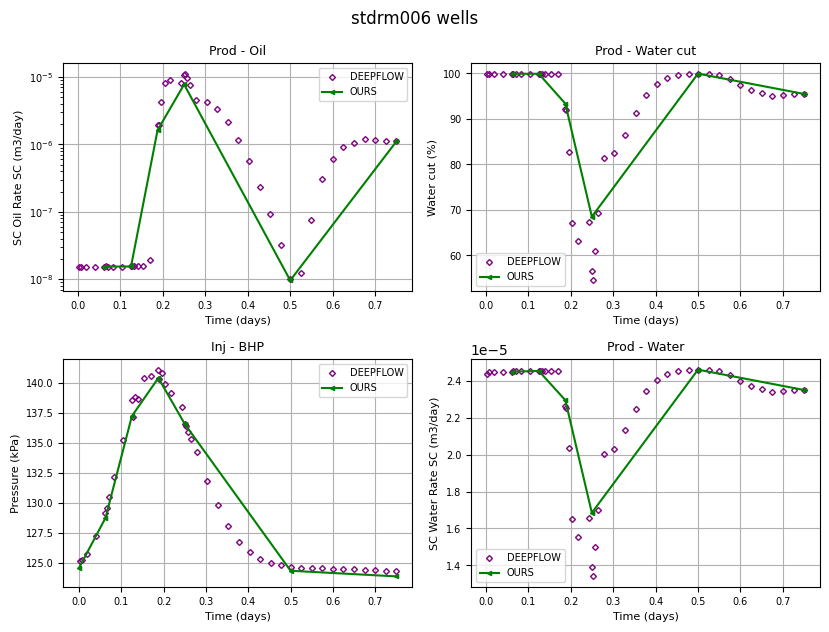 stdrm006 wells
Prod - Oil
SC Oil Rate SC (m3/day)
10⁻⁵
10⁻⁶
10⁻⁷
10⁻⁸
DEEPFLOW
OURS
0.0 0.1 0.2 0.3 0.4 0.5 0.6 0.7
Time (days)
Prod - Water cut
Water cut (%)
100
90
80
70
60
DEEPFLOW
OURS
0.0 0.1 0.2 0.3 0.4 0.5 0.6 0.7
Time (days)
Inj - BHP
Pressure (kPa)
140.0
137.5
135.0
132.5
130.0
127.5
125.0
DEEPFLOW
OURS
0.0 0.1 0.2 0.3 0.4 0.5 0.6 0.7
Time (days)
1e−5
Prod - Water
SC Water Rate SC (m3/day)
2.4
2.2
2.0
1.8
1.6
1.4
DEEPFLOW
OURS
0.0 0.1 0.2 0.3 0.4 0.5 0.6 0.7
Time (days)